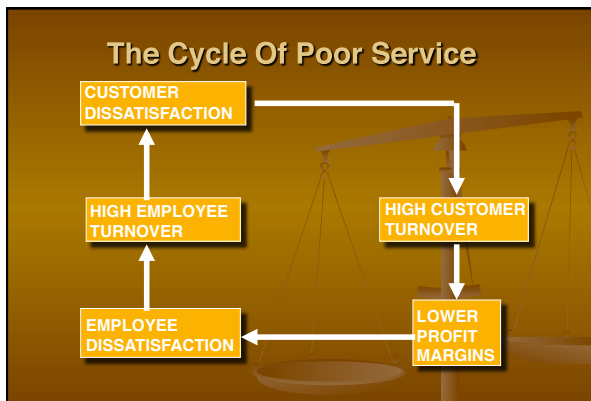 The Cycle Of Poor Service
CUSTOMER
DISSATISFACTION
HIGH EMPLOYEE
TURNOVER
HIGH CUSTOMER
TURNOVER
EMPLOYEE
DISSATISFACTION
LOWER
PROFIT
MARGINS